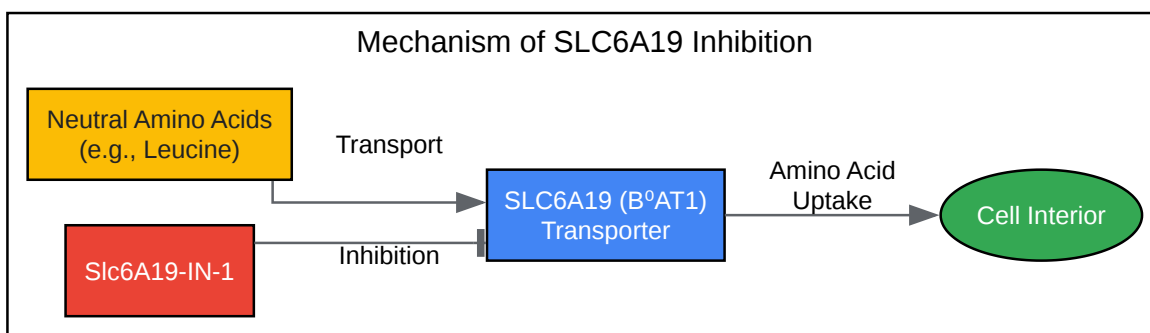 Mechanism of SLC6A19 Inhibition
Neutral Amino Acids
(e.g., Leucine)
Transport
SLC6A19 (B⁰AT1)
Transporter
Amino Acid
Uptake
Cell Interior
Slc6A19-IN-1
Inhibition